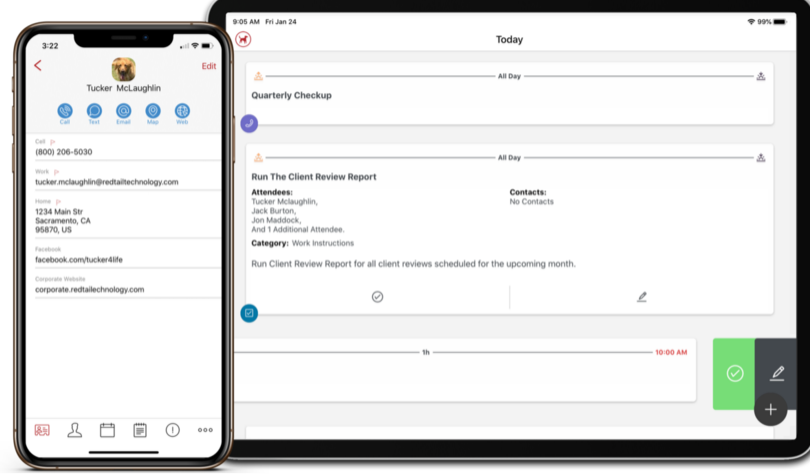 3:22
Edit
Tucker McLaughlin
Call Text Email Map Web
Cell
(800) 206-5030
Work
tucker.mclaughlin@redtailtechnology.com
Home
1234 Main Str
Sacramento, CA
95870, US
Facebook
facebook.com/tucker4life
Corporate Website
corporate.redtailechnology.com
9:05 AM Fri Jan 24
99%
Today
All Day
Quarterly Checkup
All Day
Run The Client Review Report
Attendees:
Tucker Mclaughlin,
Jack Burton,
Jon Maddock,
And 1 Additional Attendee.
Contacts:
No Contacts
Category: Work Instructions
Run Client Review Report for all client reviews scheduled for the upcoming month.
1h
10:00 AM